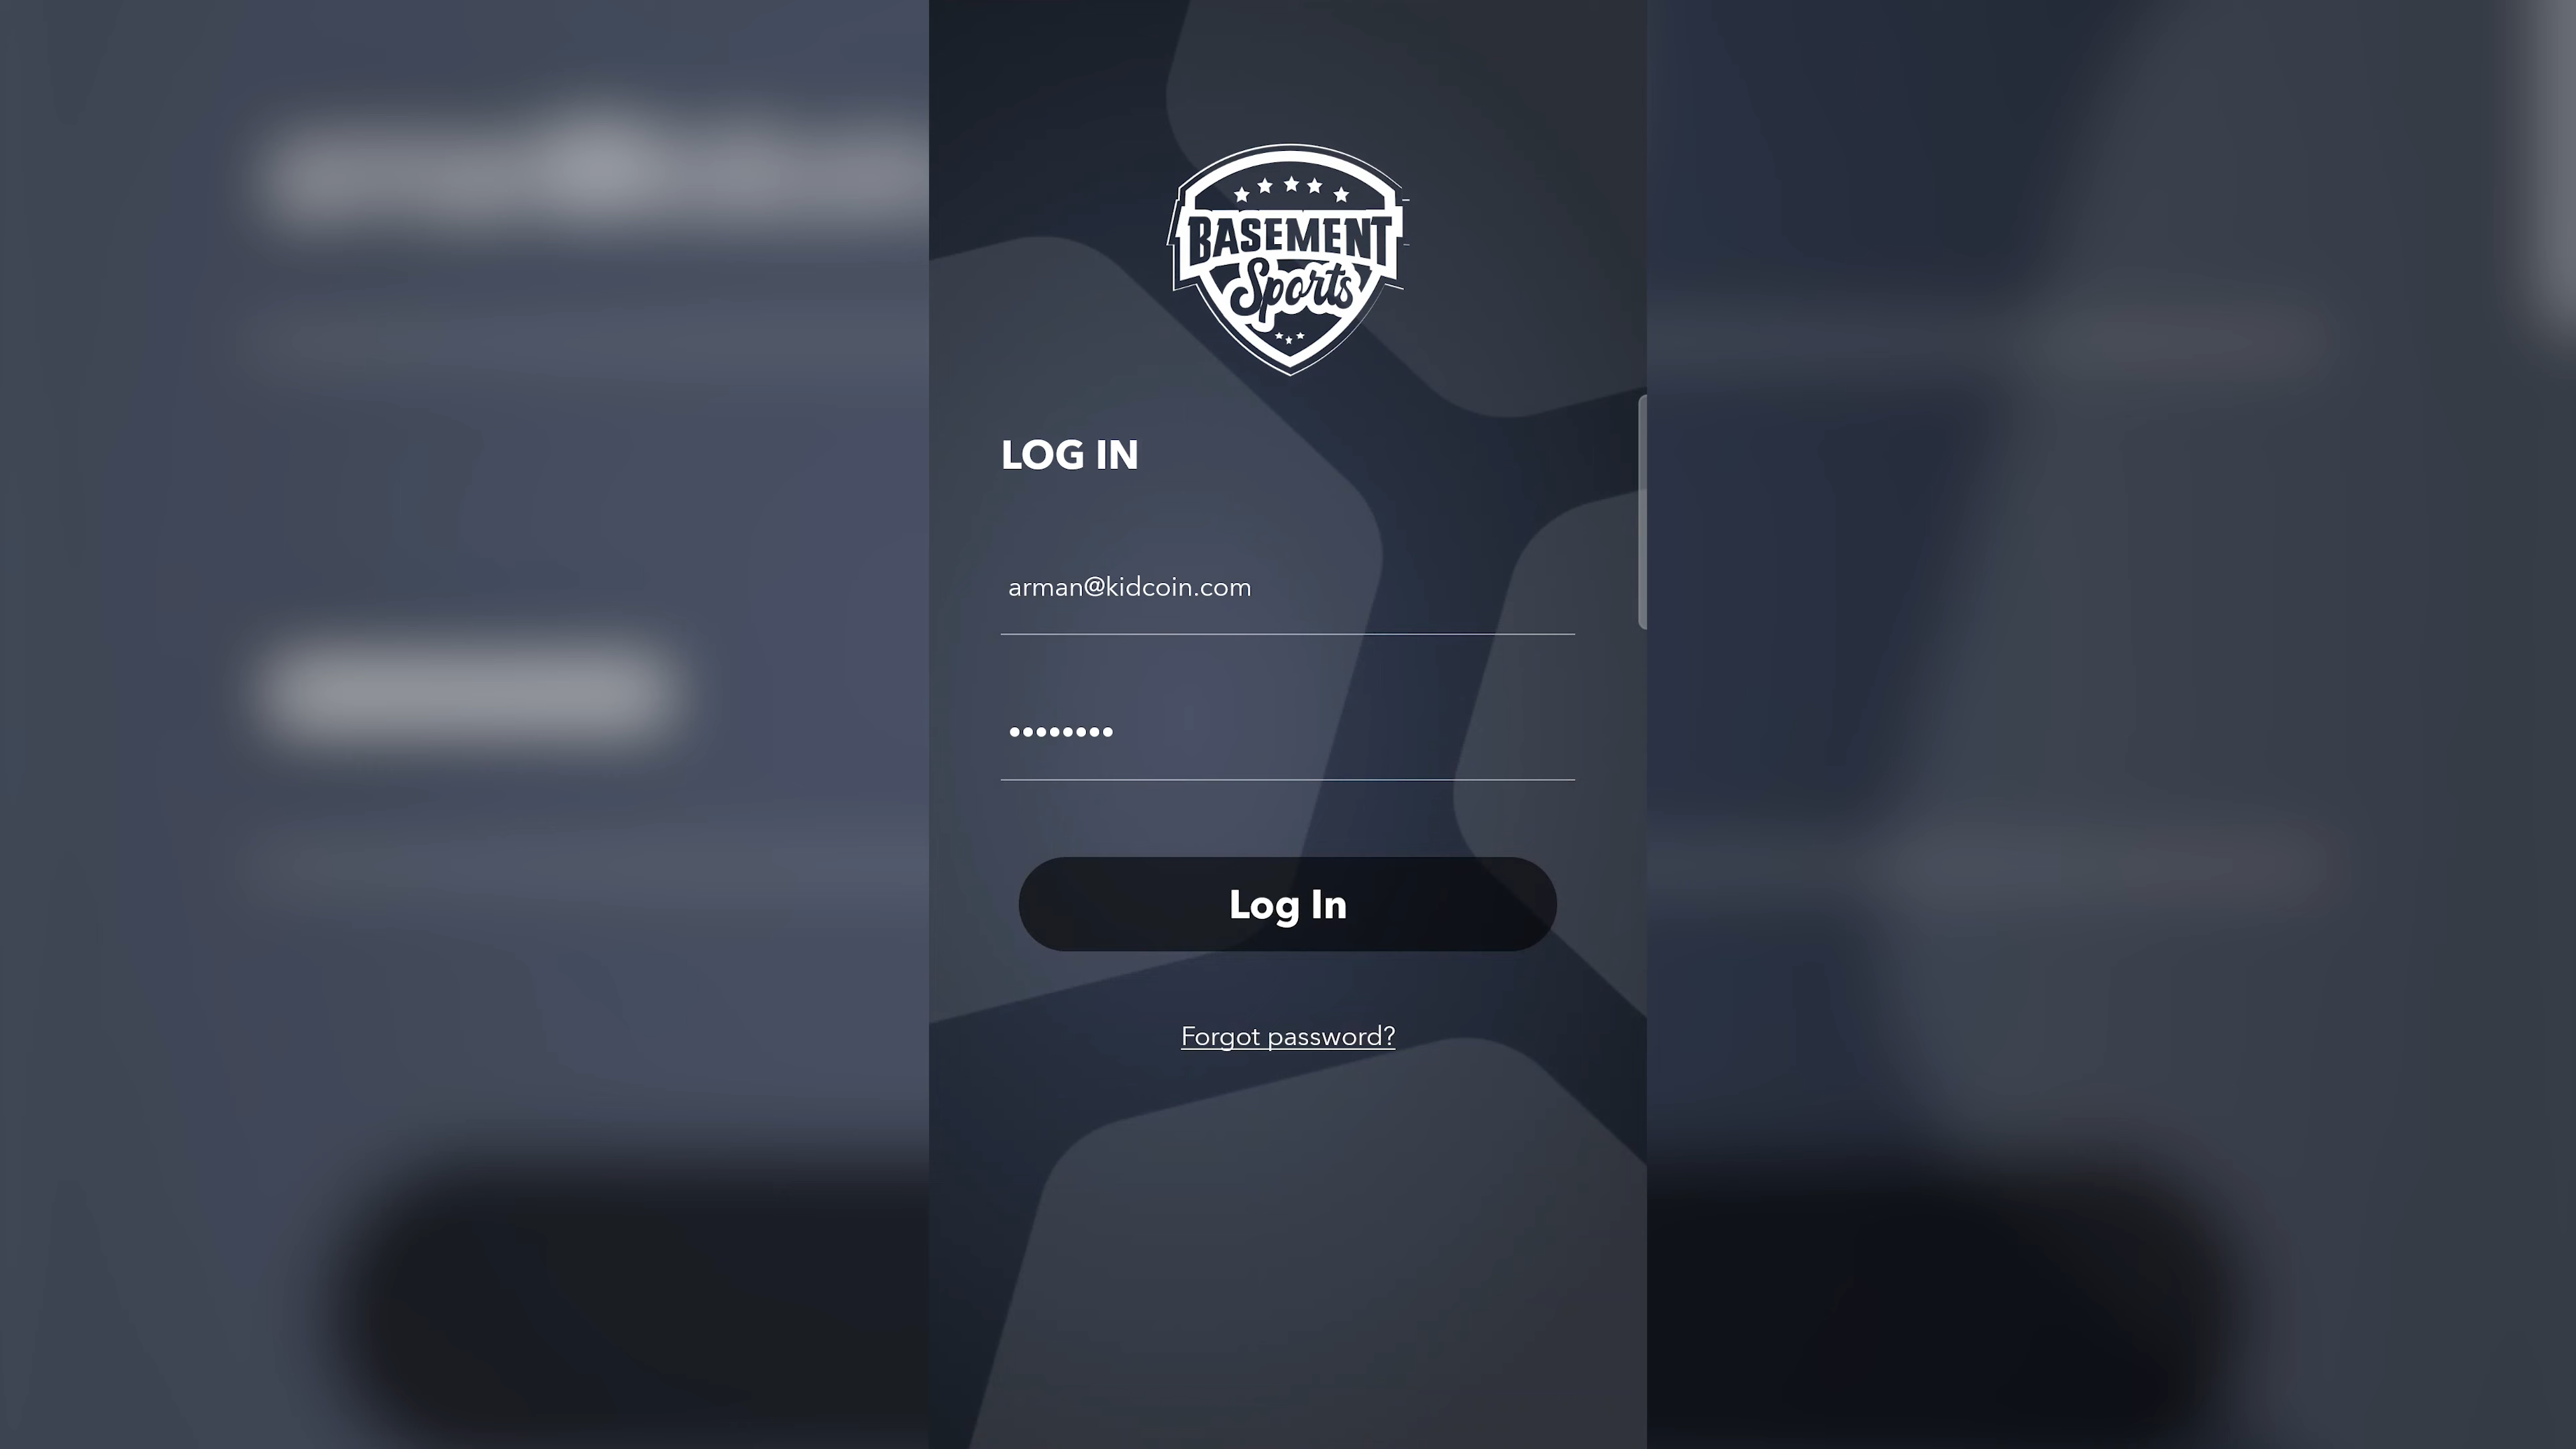 BASEMENT
Sports
LOG IN
arman@kidcoin.com
••••••••
Log In
Forgot password?